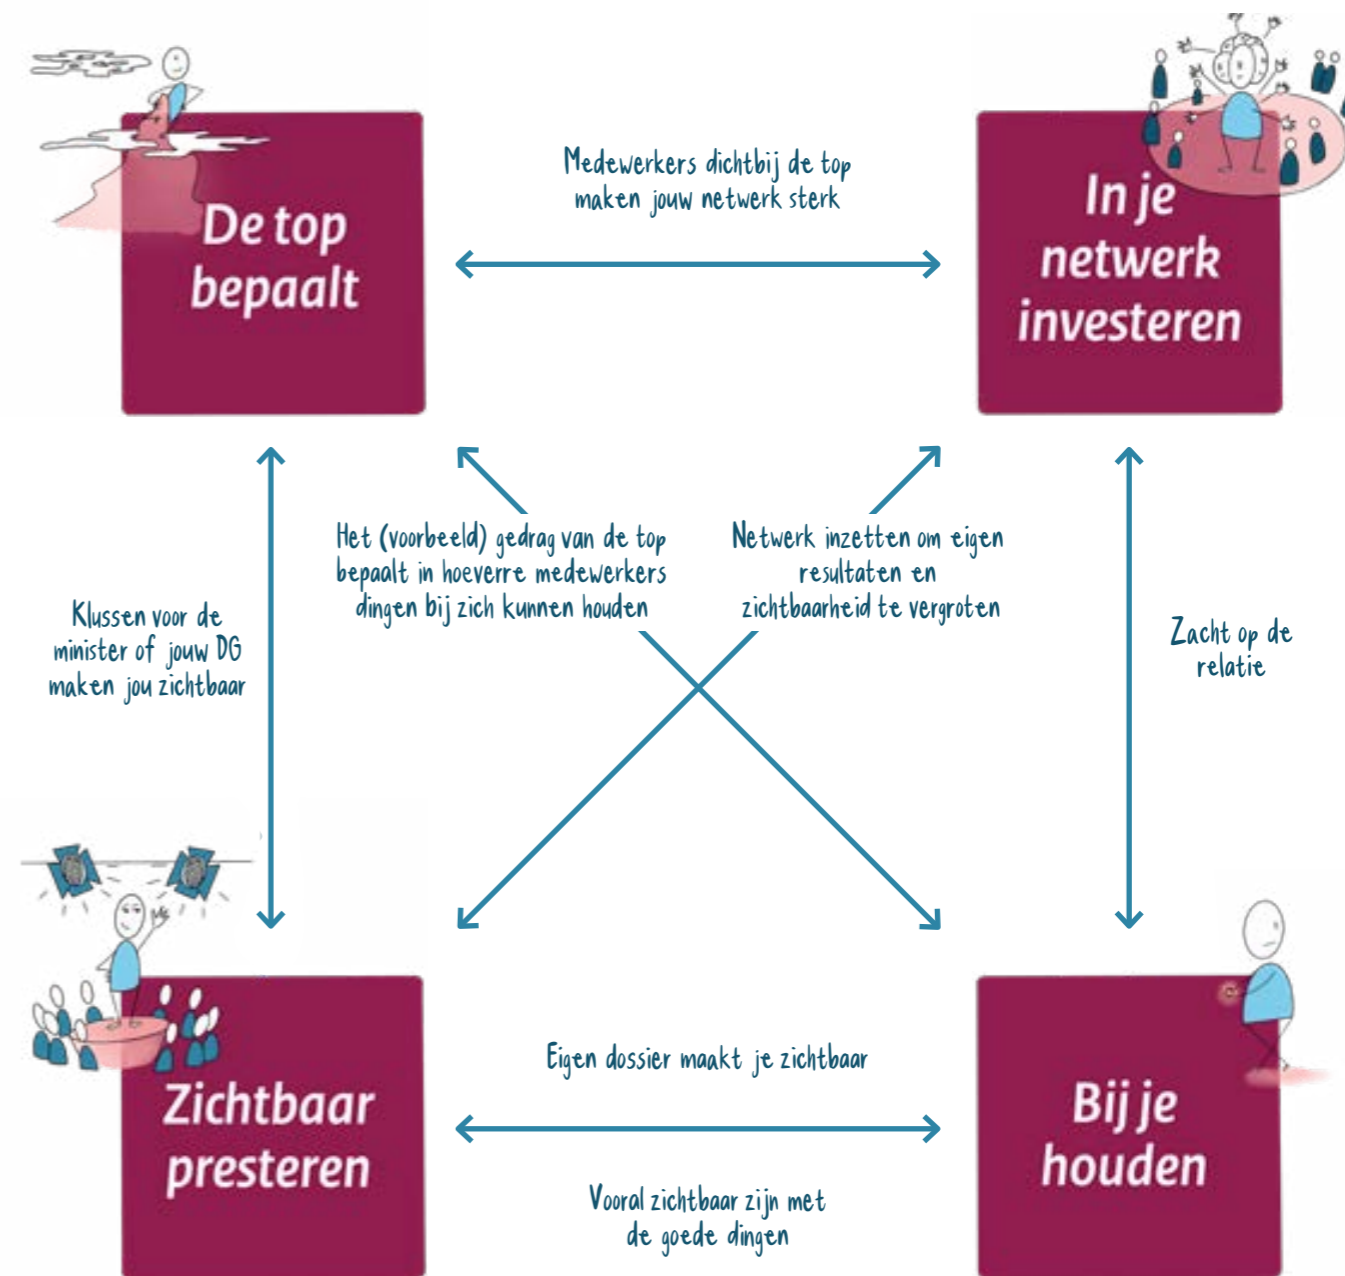 De top
bepaalt
Medewerkers dichtbij de top
maken jouw netwerk sterk
In je
netwerk
investeren
Klussen voor de
minister of jouw DG
maken jou zichtbaar
Het (voorbeeld) gedrag van de top
bepaalt in hoeverre medewerkers
dingen bij zich kunnen houden
Netwerk inzetten om eigen
resultaten en
zichtbaarheid te vergroten
Zacht op de
relatie
Zichtbaar
presteren
Eigen dossier maakt je zichtbaar
Vooral zichtbaar zijn met
de goede dingen
Bij je
houden